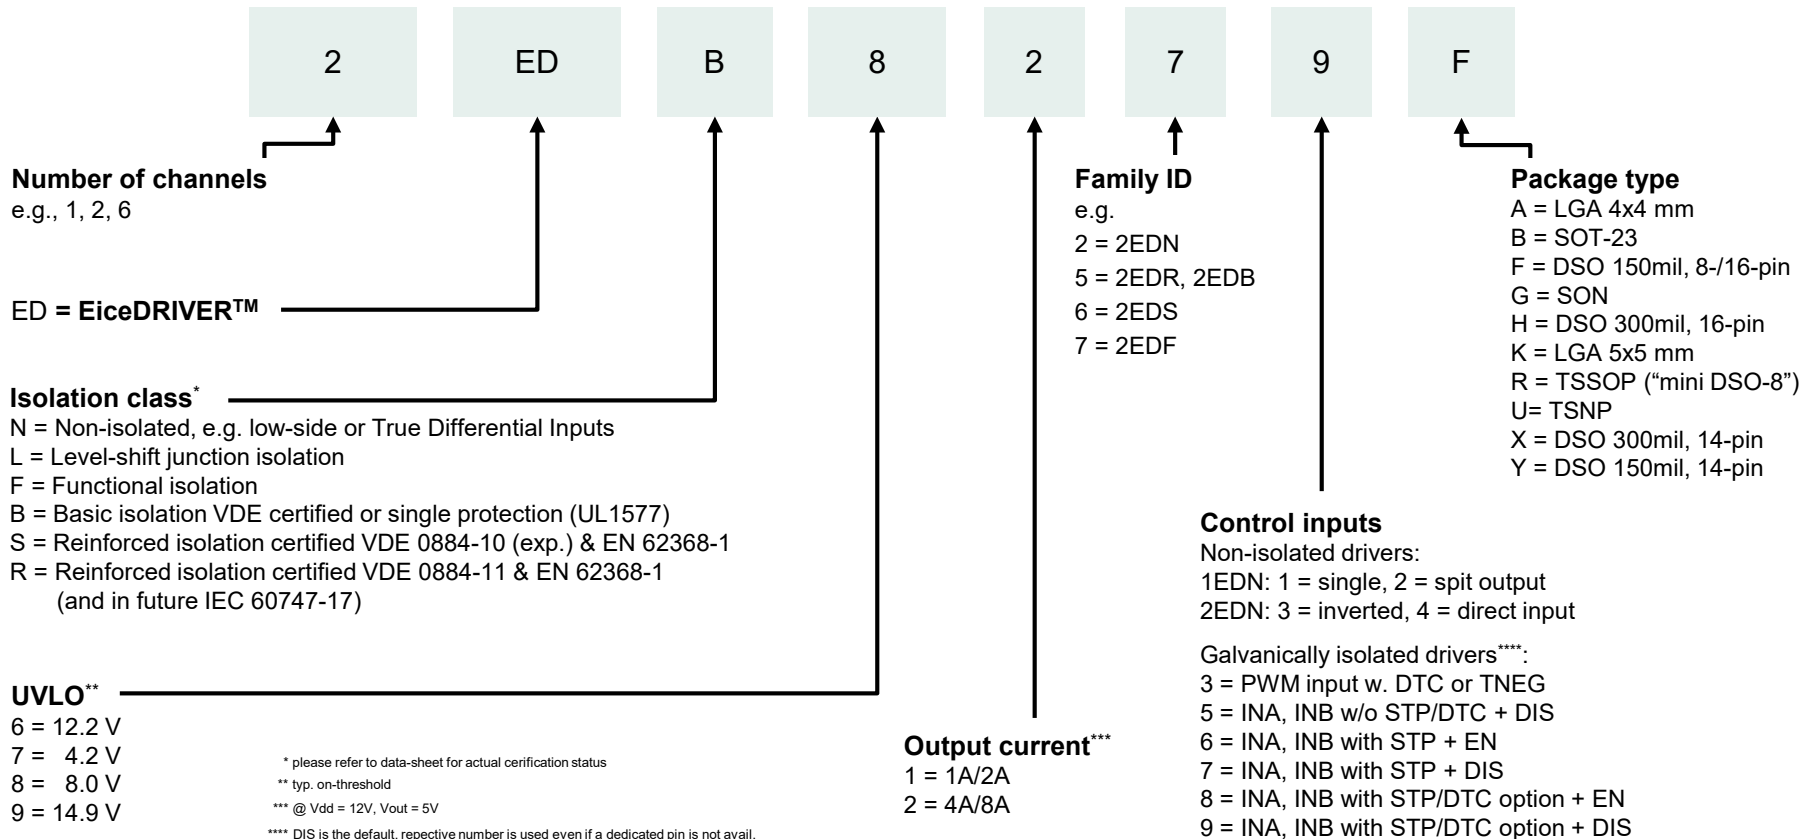 2 ED B 8 2 7 9 F
Number of channels
e.g., 1, 2, 6
ED = EiceDRIVER™
Isolation class*
N = Non-isolated, e.g. low-side or True Differential Inputs
L = Level-shift junction isolation
F = Functional isolation
B = Basic isolation VDE certified or single protection (UL1577)
S = Reinforced isolation certified VDE 0884-10 (exp.) & EN 62368-1
R = Reinforced isolation certified VDE 0884-11 & EN 62368-1
(and in future IEC 60747-17)
UVLO**
6 = 12.2 V
7 = 4.2 V
8 = 8.0 V
9 = 14.9 V
* please refer to data-sheet for actual cerification status
** typ. on-threshold
*** @ Vdd = 12V, Vout = 5V
**** DIS is the default, repective number is used even if a dedicated pin is not avail.
Output current***
1 = 1A/2A
2 = 4A/8A
Family ID
e.g.
2 = 2EDN
5 = 2EDR, 2EDB
6 = 2EDS
7 = 2EDF
Control inputs
Non-isolated drivers:
1EDN: 1 = single, 2 = spit output
2EDN: 3 = inverted, 4 = direct input
Galvanically isolated drivers****:
3 = PWM input w. DTC or TNEG
5 = INA, INB w/o STP/DTC + DIS
6 = INA, INB with STP + EN
7 = INA, INB with STP + DIS
8 = INA, INB with STP/DTC option + EN
9 = INA, INB with STP/DTC option + DIS
Package type
A = LGA 4x4 mm
B = SOT-23
F = DSO 150mil, 8-/16-pin
G = SON
H = DSO 300mil, 16-pin
K = LGA 5x5 mm
R = TSSOP (“mini DSO-8”)
U= TSNP
X = DSO 300mil, 14-pin
Y = DSO 150mil, 14-pin